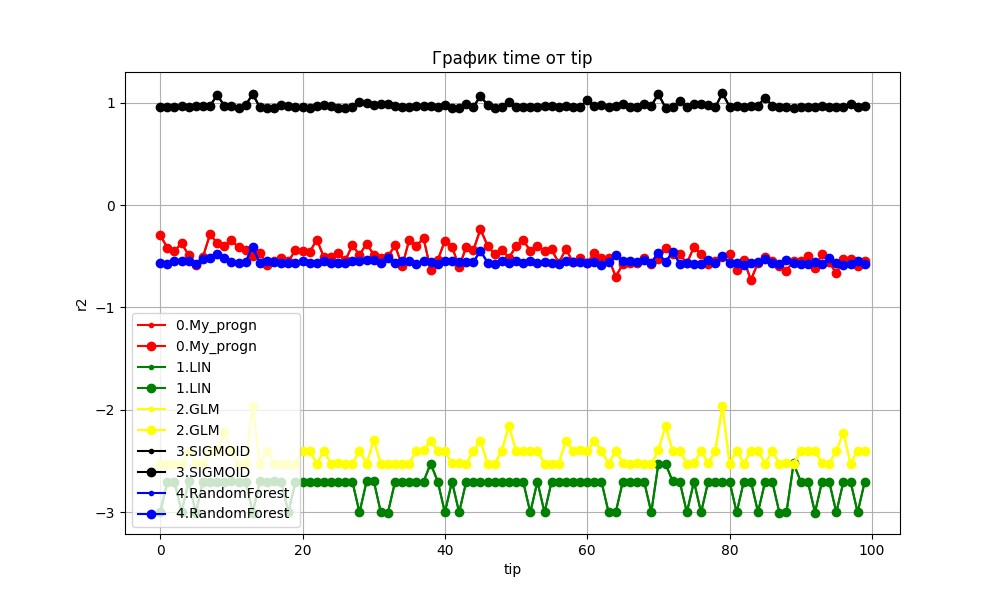 График time от tip
1
0
−1
−2
−3
r2
0.My_progn
0.My_progn
1.LIN
1.LIN
2.GLM
2.GLM
3.SIGMOID
3.SIGMOID
4.RandomForest
4.RandomForest
0 20 40 60 80 100
tip